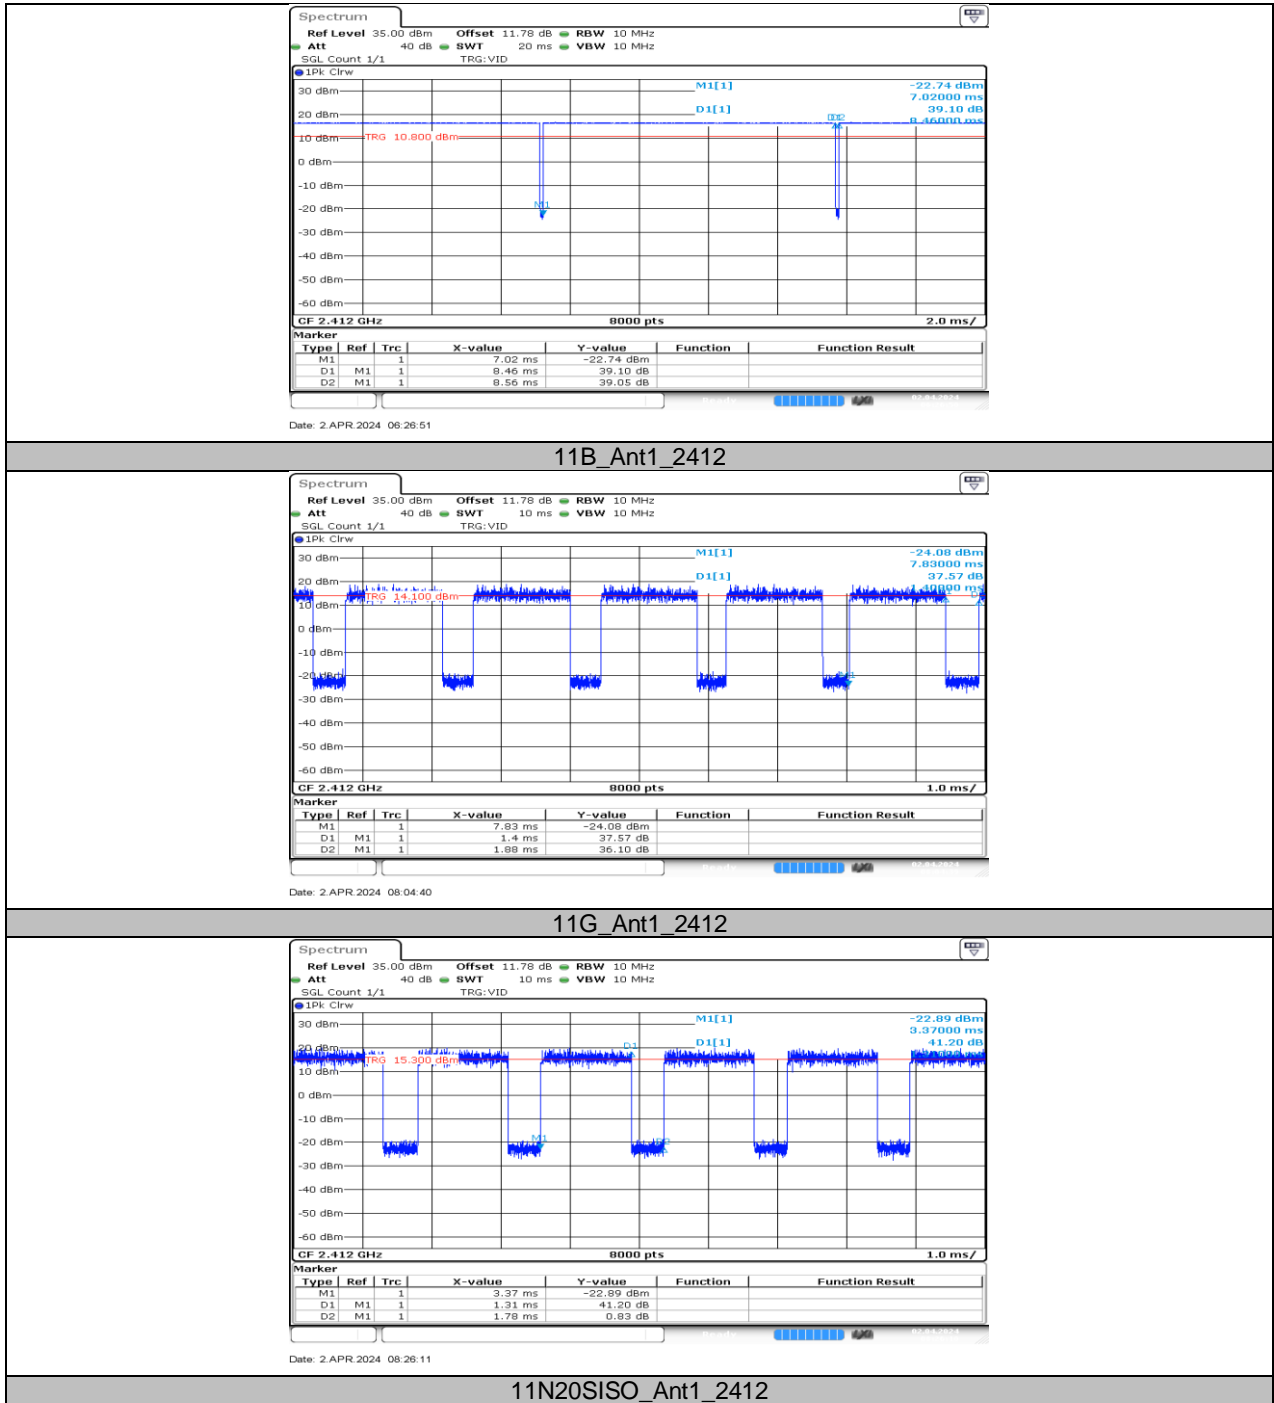 Spectrum
Ref Level 35.00 dBm Offset 11.78 dB RBW 10 MHz
Att 40 dB SWT 20 ms VBW 10 MHz
SGL Count 1/1 TRG:VID
1Pk Clrw
M1[1] -22.74 dBm
7.02000 ms
D1[1] 39.10 dB
8.46000 ms
30 dBm
20 dBm
10 dBm
TRG 10.800 dBm
0 dBm
-10 dBm
-20 dBm
M1
-30 dBm
-40 dBm
-50 dBm
-60 dBm
CF 2.412 GHz 8000 pts 2.0 ms/
Marker
Type Ref Trc X-value Y-value Function Function Result
M1 1 7.02 ms -22.74 dBm
D1 M1 1 8.46 ms 39.10 dB
D2 M1 1 8.56 ms 39.05 dB
Date: 2.APR.2024 06:26:51
11B_Ant1_2412
Spectrum
Ref Level 35.00 dBm Offset 11.78 dB RBW 10 MHz
Att 40 dB SWT 10 ms VBW 10 MHz
SGL Count 1/1 TRG:VID
1Pk Clrw
M1[1] -24.08 dBm
7.83000 ms
D1[1] 37.57 dB
1.40000 ms
30 dBm
20 dBm
TRG 14.100 dBm
10 dBm
0 dBm
-10 dBm
-20 dBm
-30 dBm
-40 dBm
-50 dBm
-60 dBm
CF 2.412 GHz 8000 pts 1.0 ms/
Marker
Type Ref Trc X-value Y-value Function Function Result
M1 1 7.83 ms -24.08 dBm
D1 M1 1 1.4 ms 37.57 dB
D2 M1 1 1.88 ms 36.10 dB
Date: 2.APR.2024 08:04:40
11G_Ant1_2412
Spectrum
Ref Level 35.00 dBm Offset 11.78 dB RBW 10 MHz
Att 40 dB SWT 10 ms VBW 10 MHz
SGL Count 1/1 TRG:VID
1Pk Clrw
M1[1] -22.89 dBm
3.37000 ms
D1[1] 41.20 dB
30 dBm
20 dBm
D1
TRG 15.300 dBm
10 dBm
0 dBm
-10 dBm
-20 dBm
M1
D2
-30 dBm
-40 dBm
-50 dBm
-60 dBm
CF 2.412 GHz 8000 pts 1.0 ms/
Marker
Type Ref Trc X-value Y-value Function Function Result
M1 1 3.37 ms -22.89 dBm
D1 M1 1 1.31 ms 41.20 dB
D2 M1 1 1.78 ms 0.83 dB
Date: 2.APR.2024 08:26:11
11N20SISO_Ant1_2412